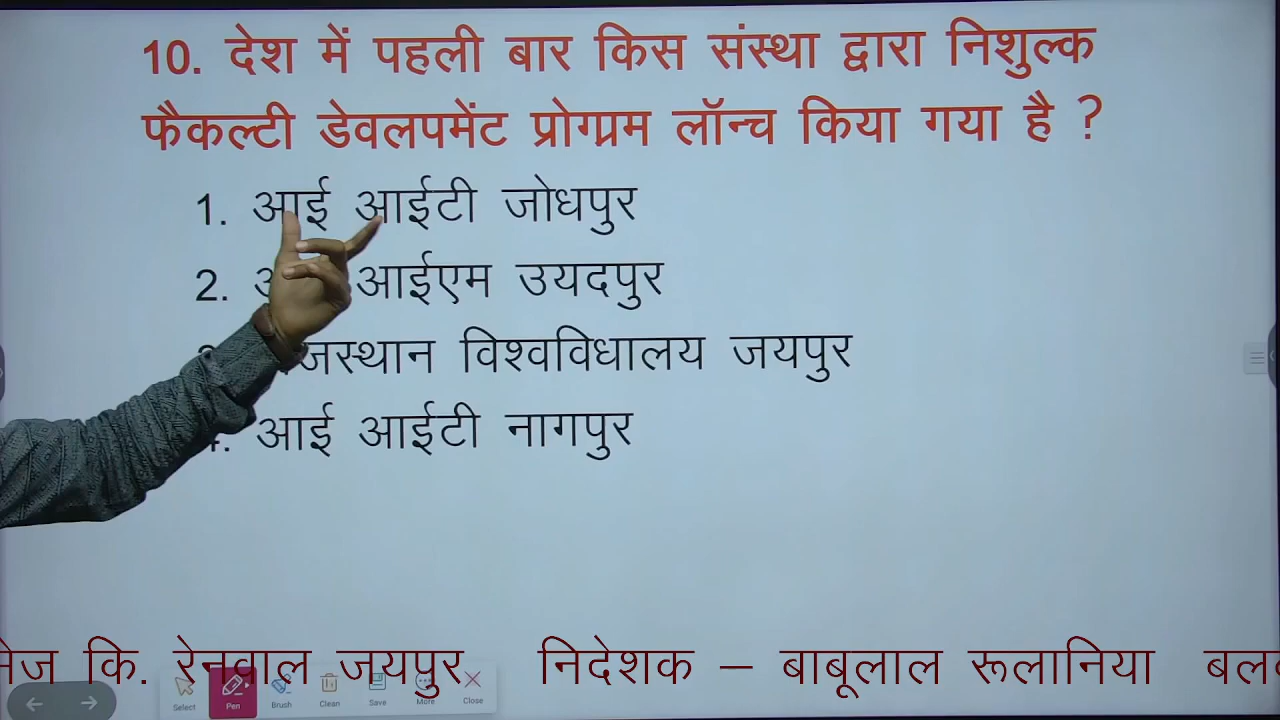 10. देश में पहली बार किस संस्था द्वारा निशुल्क
फैकल्टी डेवलपमेंट प्रोग्रम लॉन्च किया गया है ?
1. आई आईटी जोधपुर
2. आईएम उयदपुर
विश्वविधालय जयपुर
आई आईटी नागपुर
कि. रेनवाल जयपुर निदेशक – बाबूलाल रूलानिया
Select Pen Brush Clean Save More Close